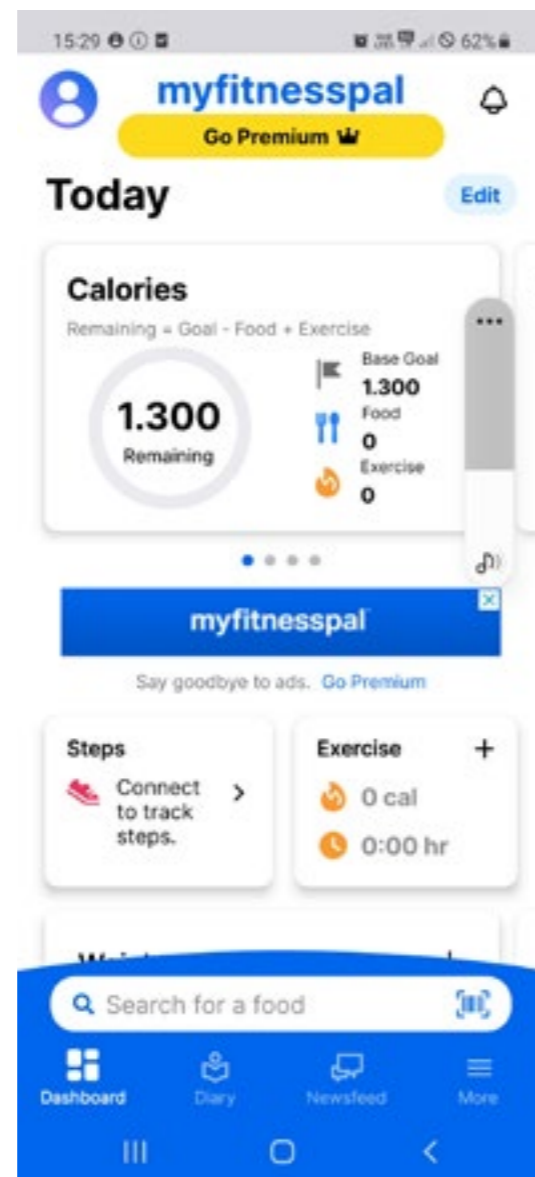 15:29
62%
myfitnesspal
Go Premium
Today
Edit
Calories
Remaining = Goal - Food + Exercise
1.300
Remaining
Base Goal
1.300
Food
0
Exercise
0
myfitnesspal
Say goodbye to ads. Go Premium
Steps
Connect
to track
steps.
Exercise
0 cal
0:00 hr
Search for a food
Dashboard
Diary
Newsfeed
More